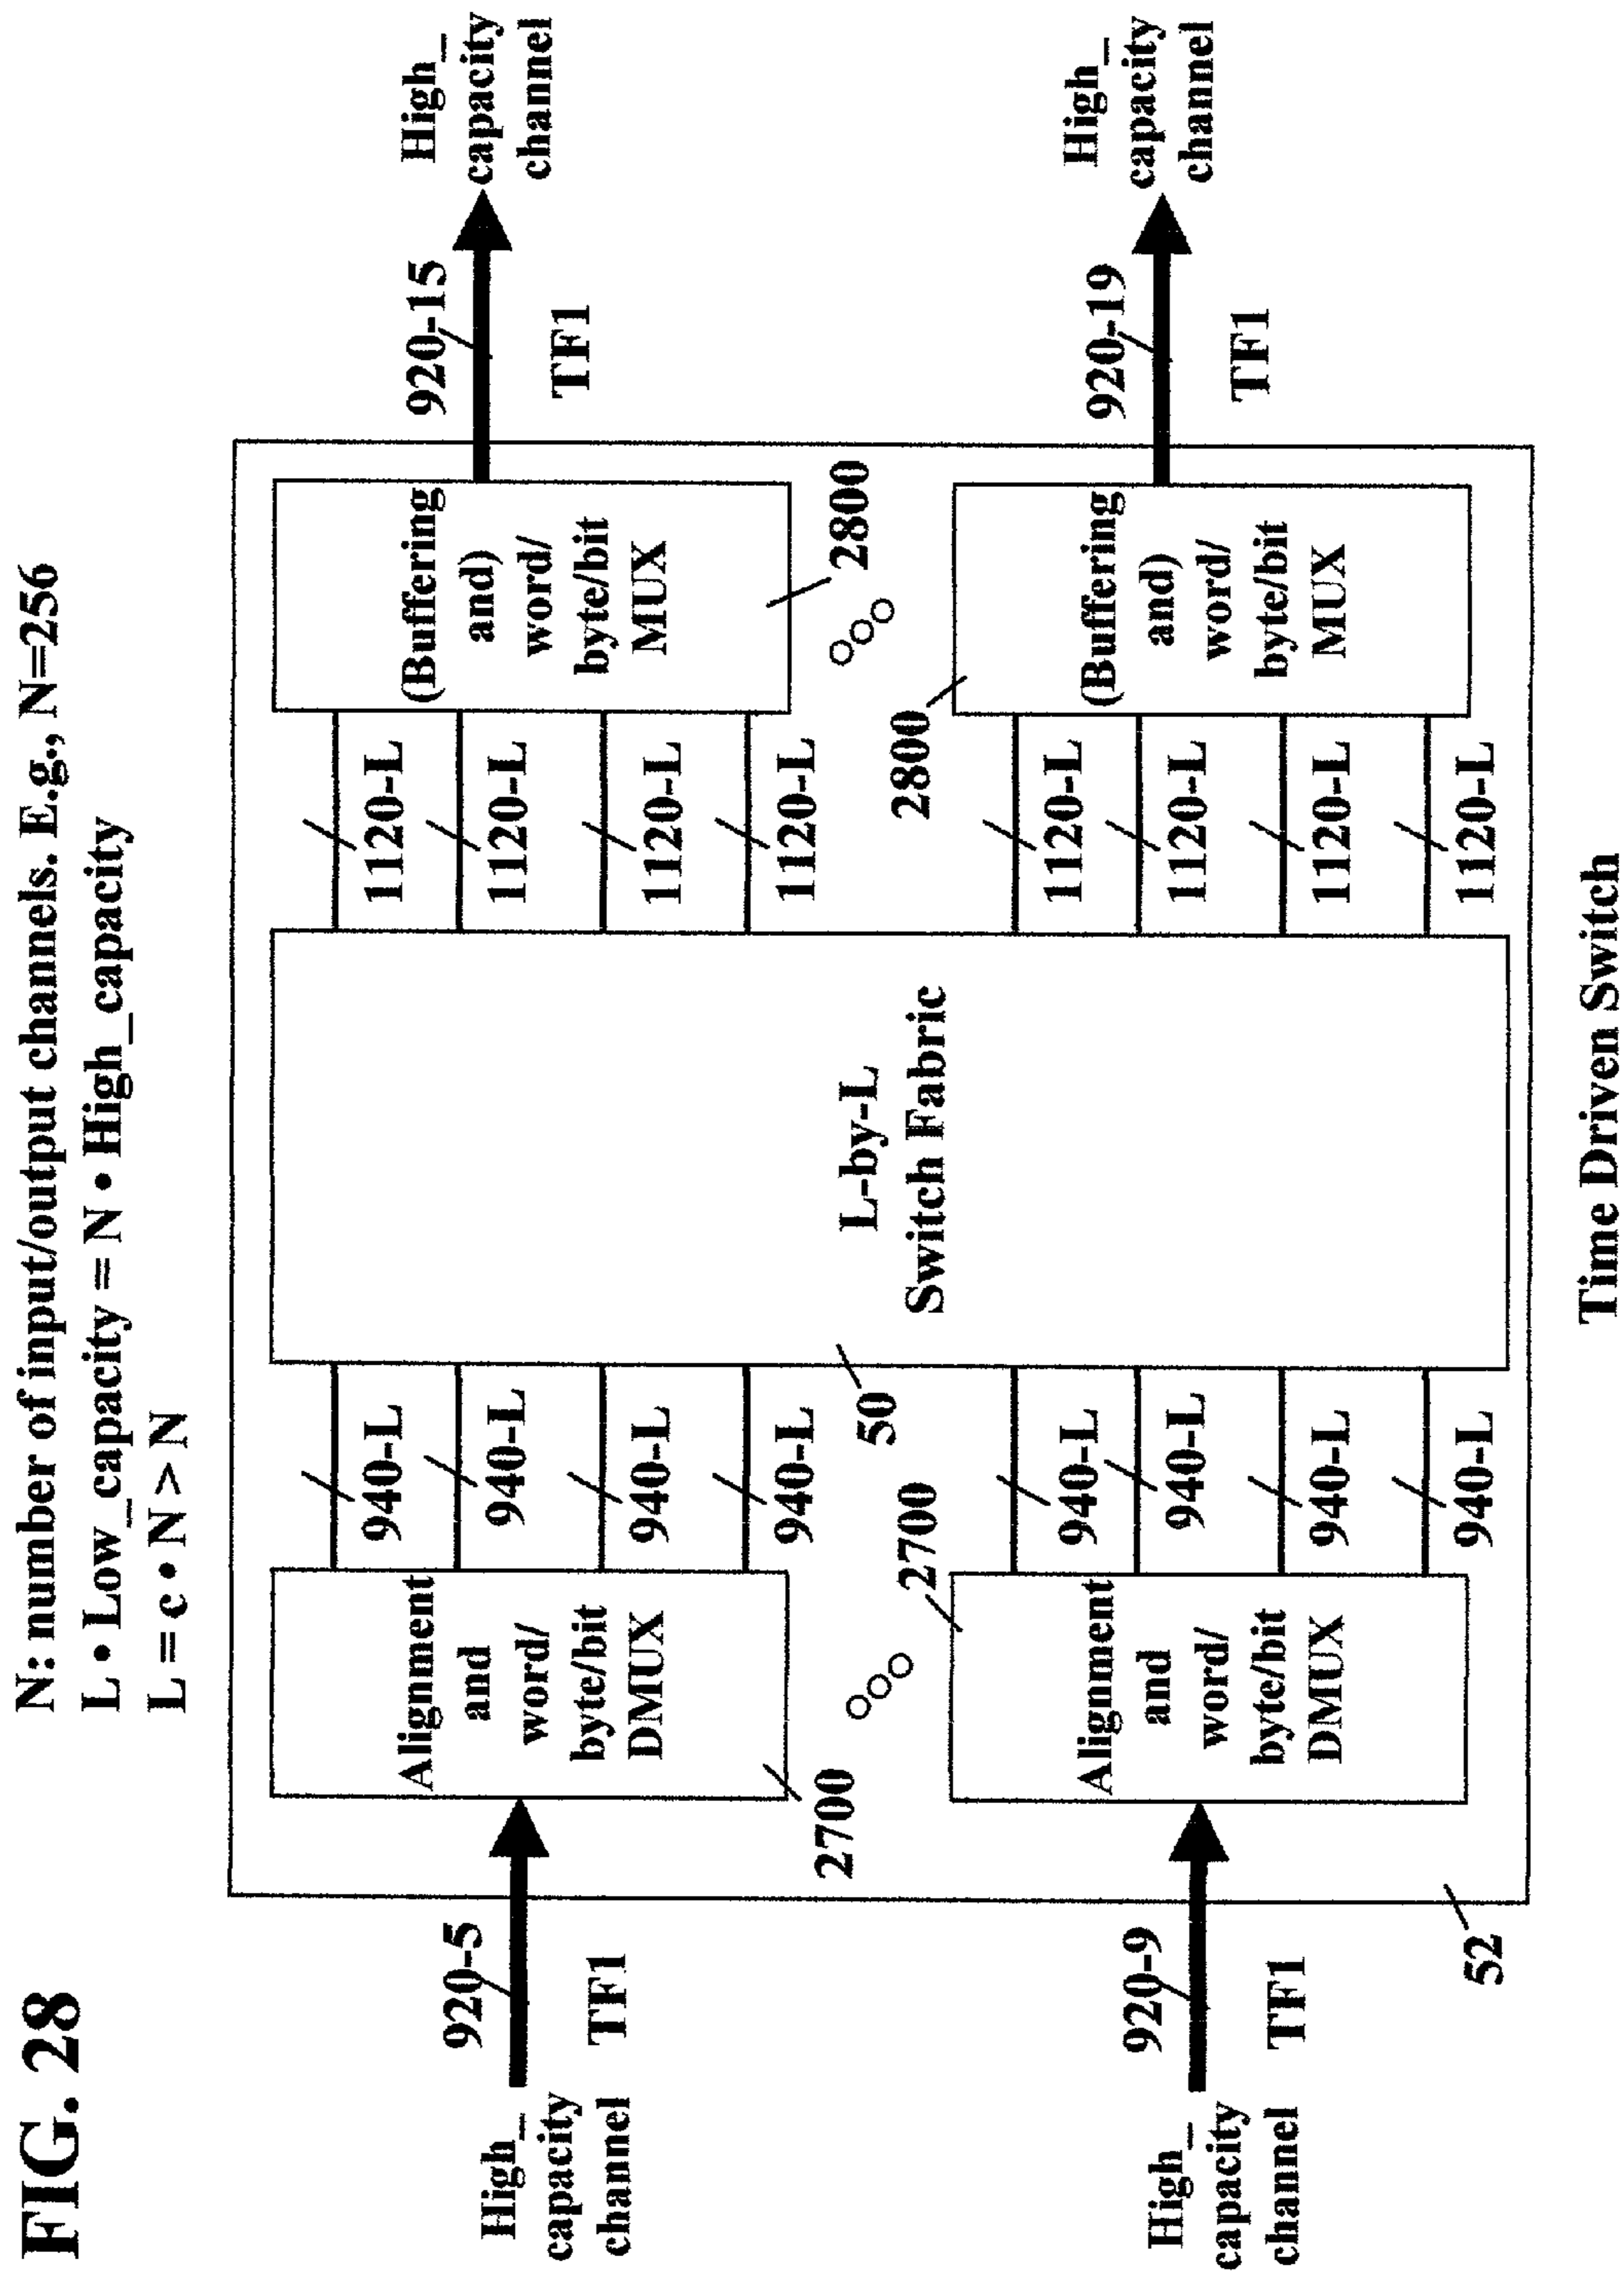 FIG. 28
N: number of input/output channels. E.g., N=256
L • Low_capacity = N • High_capacity
L = c • N > N
High_
capacity
channel
920-5
TF1
Alignment
and
word/
byte/bit
DMUX
2700
940-L
940-L
940-L
940-L
L-by-L
Switch Fabric
50
1120-L
1120-L
1120-L
1120-L
(Buffering
and)
word/
byte/bit
MUX
2800
920-15
TF1
High_
capacity
channel
High_
capacity
channel
920-9
TF1
52
2700
Alignment
and
word/
byte/bit
DMUX
940-L
940-L
940-L
940-L
1120-L
1120-L
1120-L
1120-L
2800
(Buffering
and)
word/
byte/bit
MUX
920-19
TF1
High_
capacity
channel
Time Driven Switch